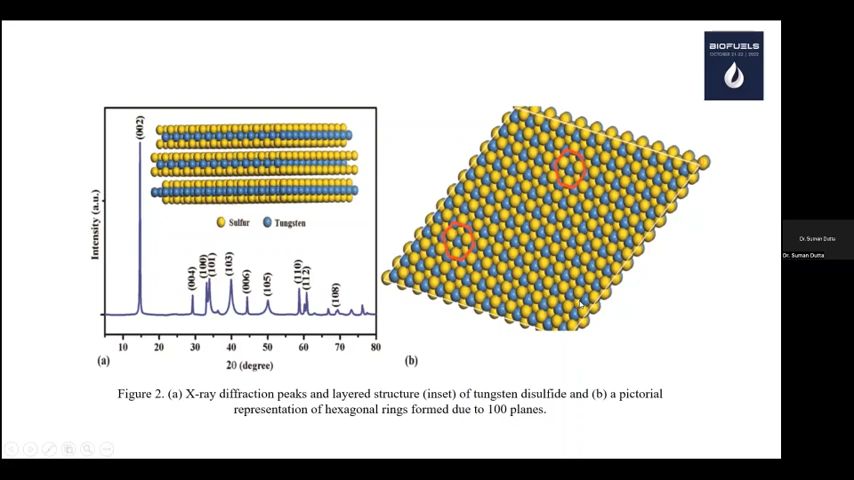 BIOFUELS
OCTOBER 21-22 | 2022
Intensity (a.u.)
(002)
Sulfur
Tungsten
(004)
(100)
(101)
(103)
(006)
(105)
(110)
(112)
(108)
10 20 30 40 50 60 70 80
2θ (degree)
(a)
(b)
Figure 2. (a) X-ray diffraction peaks and layered structure (inset) of tungsten disulfide and (b) a pictorial
representation of hexagonal rings formed due to 100 planes.
Dr. Suman Dutta
Dr. Suman Dutta